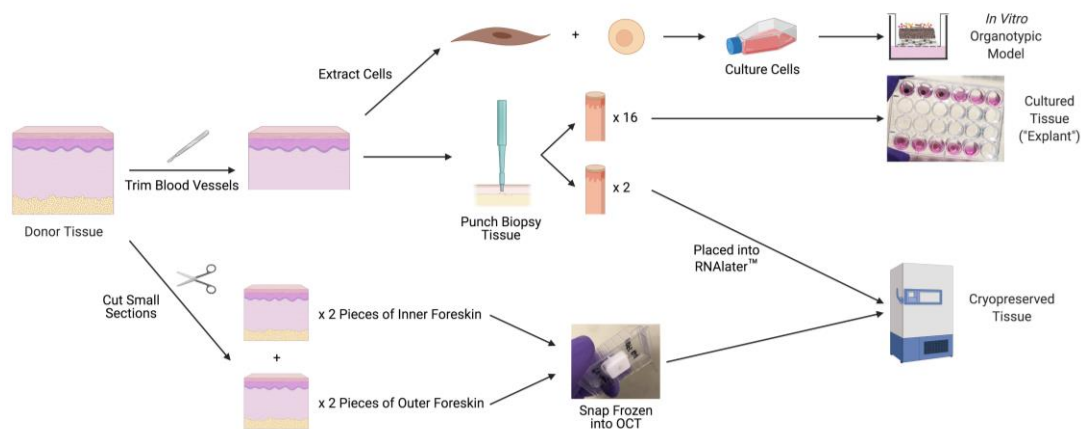 In Vitro
Organotypic
Model
Extract Cells
+
Culture Cells
x 16
Cultured
Tissue
("Explant")
Trim Blood Vessels
x 2
Donor Tissue
Punch Biopsy
Tissue
Placed into
RNAlater™
Cut Small
Sections
x 2 Pieces of Inner Foreskin
Cryopreserved
Tissue
+
x 2 Pieces of Outer Foreskin
Snap Frozen
into OCT